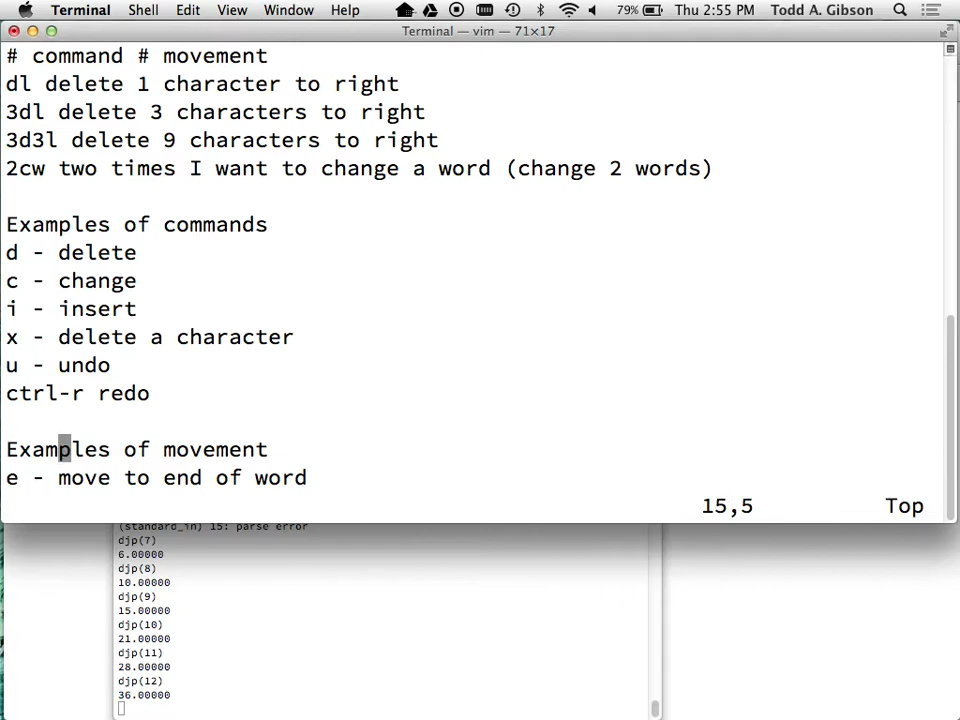 Terminal Shell Edit View Window Help 79% Thu 2:55 PM Todd A. Gibson
Terminal — vim — 71×17
# command # movement
dl delete 1 character to right
3dl delete 3 characters to right
3d3l delete 9 characters to right
2cw two times I want to change a word (change 2 words)
Examples of commands
d - delete
c - change
i - insert
x - delete a character
u - undo
ctrl-r redo
Examples of movement
e - move to end of word
15,5 Top
(standard_in) 15: parse error
djp(7)
6.00000
djp(8)
10.00000
djp(9)
15.00000
djp(10)
21.00000
djp(11)
28.00000
djp(12)
36.00000